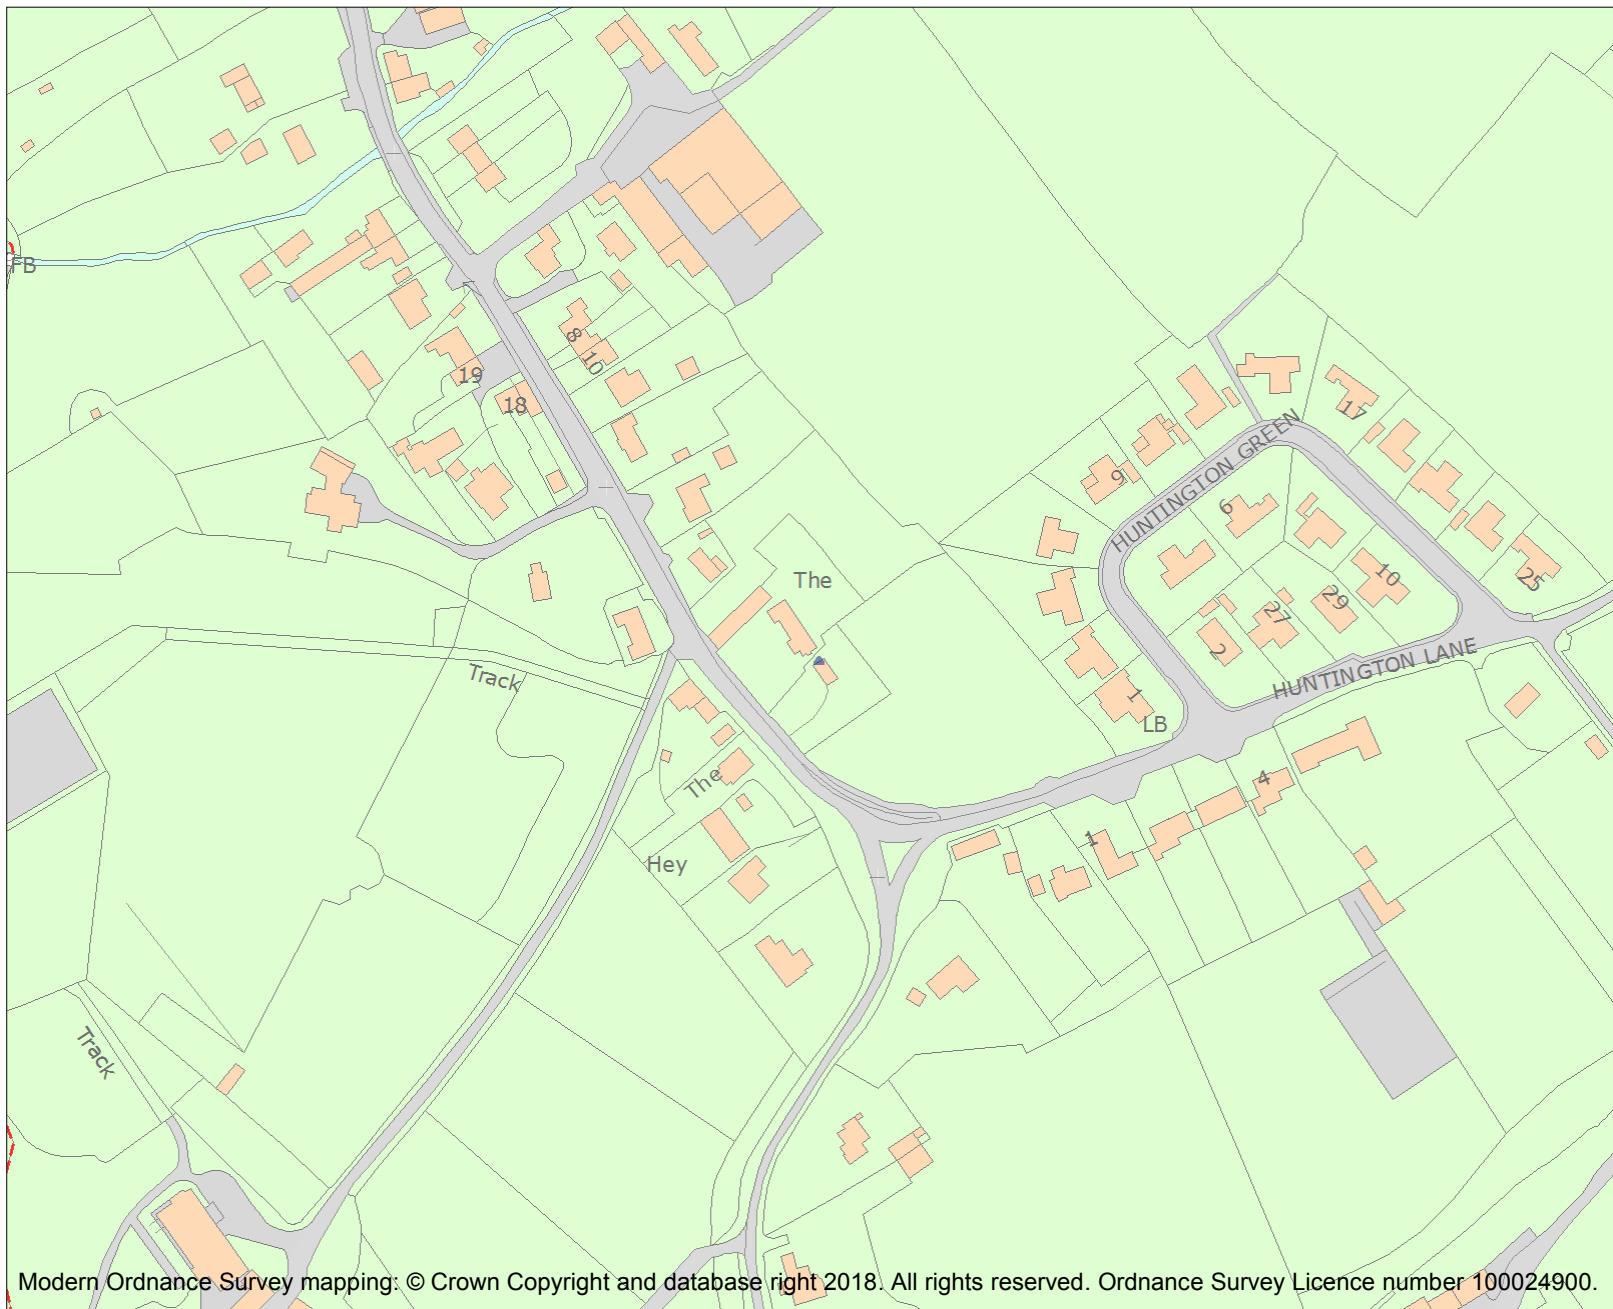 FB
8
10
19
18
17
HUNTINGTON GREEN
9
6
The
10
25
29
27
2
HUNTINGTON LANE
Track
1
LB
The
4
1
Hey
Track
Modern Ordnance Survey mapping: © Crown Copyright and database right 2018. All rights reserved. Ordnance Survey Licence number 100024900.